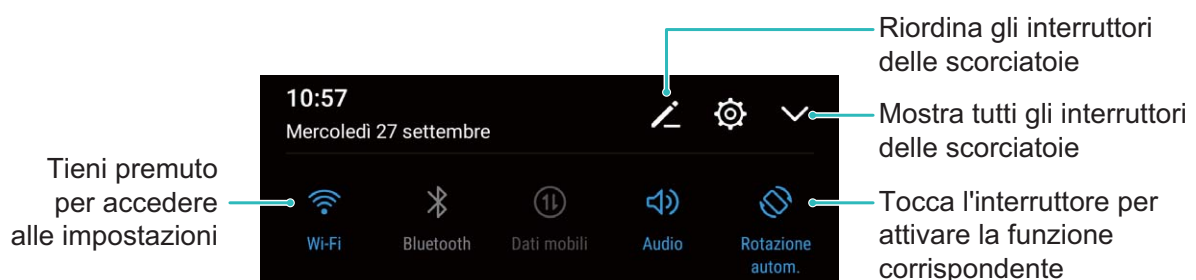 Riordina gli interruttori
delle scorciatoie
10:57
Mercoledì 27 settembre
Mostra tutti gli interruttori
delle scorciatoie
Tieni premuto
per accedere
alle impostazioni
Wi-Fi
Bluetooth
Dati mobili
Audio
Rotazione
autom.
Tocca l'interruttore per
attivare la funzione
corrispondente